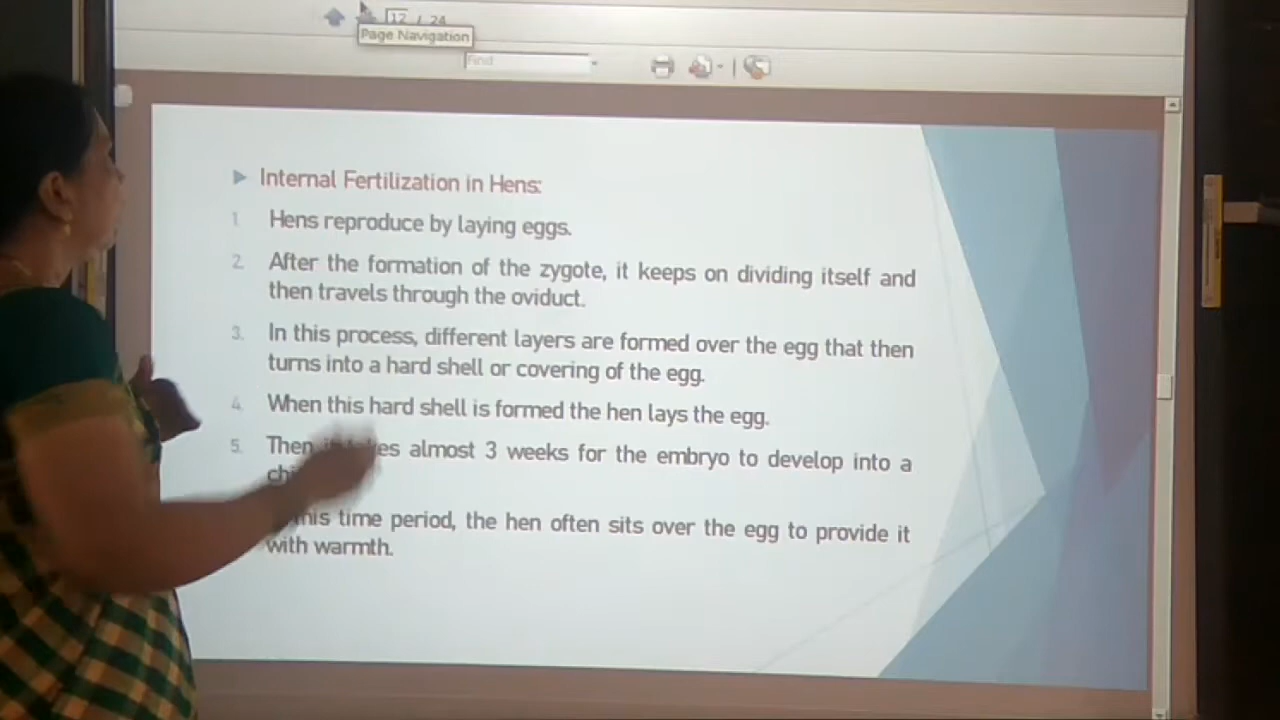 12 / 24
Page Navigation
Find
Internal Fertilization in Hens:
1. Hens reproduce by laying eggs.
2. After the formation of the zygote, it keeps on dividing itself and
then travels through the oviduct.
3. In this process, different layers are formed over the egg that then
turns into a hard shell or covering of the egg.
4. When this hard shell is formed the hen lays the egg.
5. Then almost 3 weeks for the embryo to develop into a
time period, the hen often sits over the egg to provide it
with warmth.